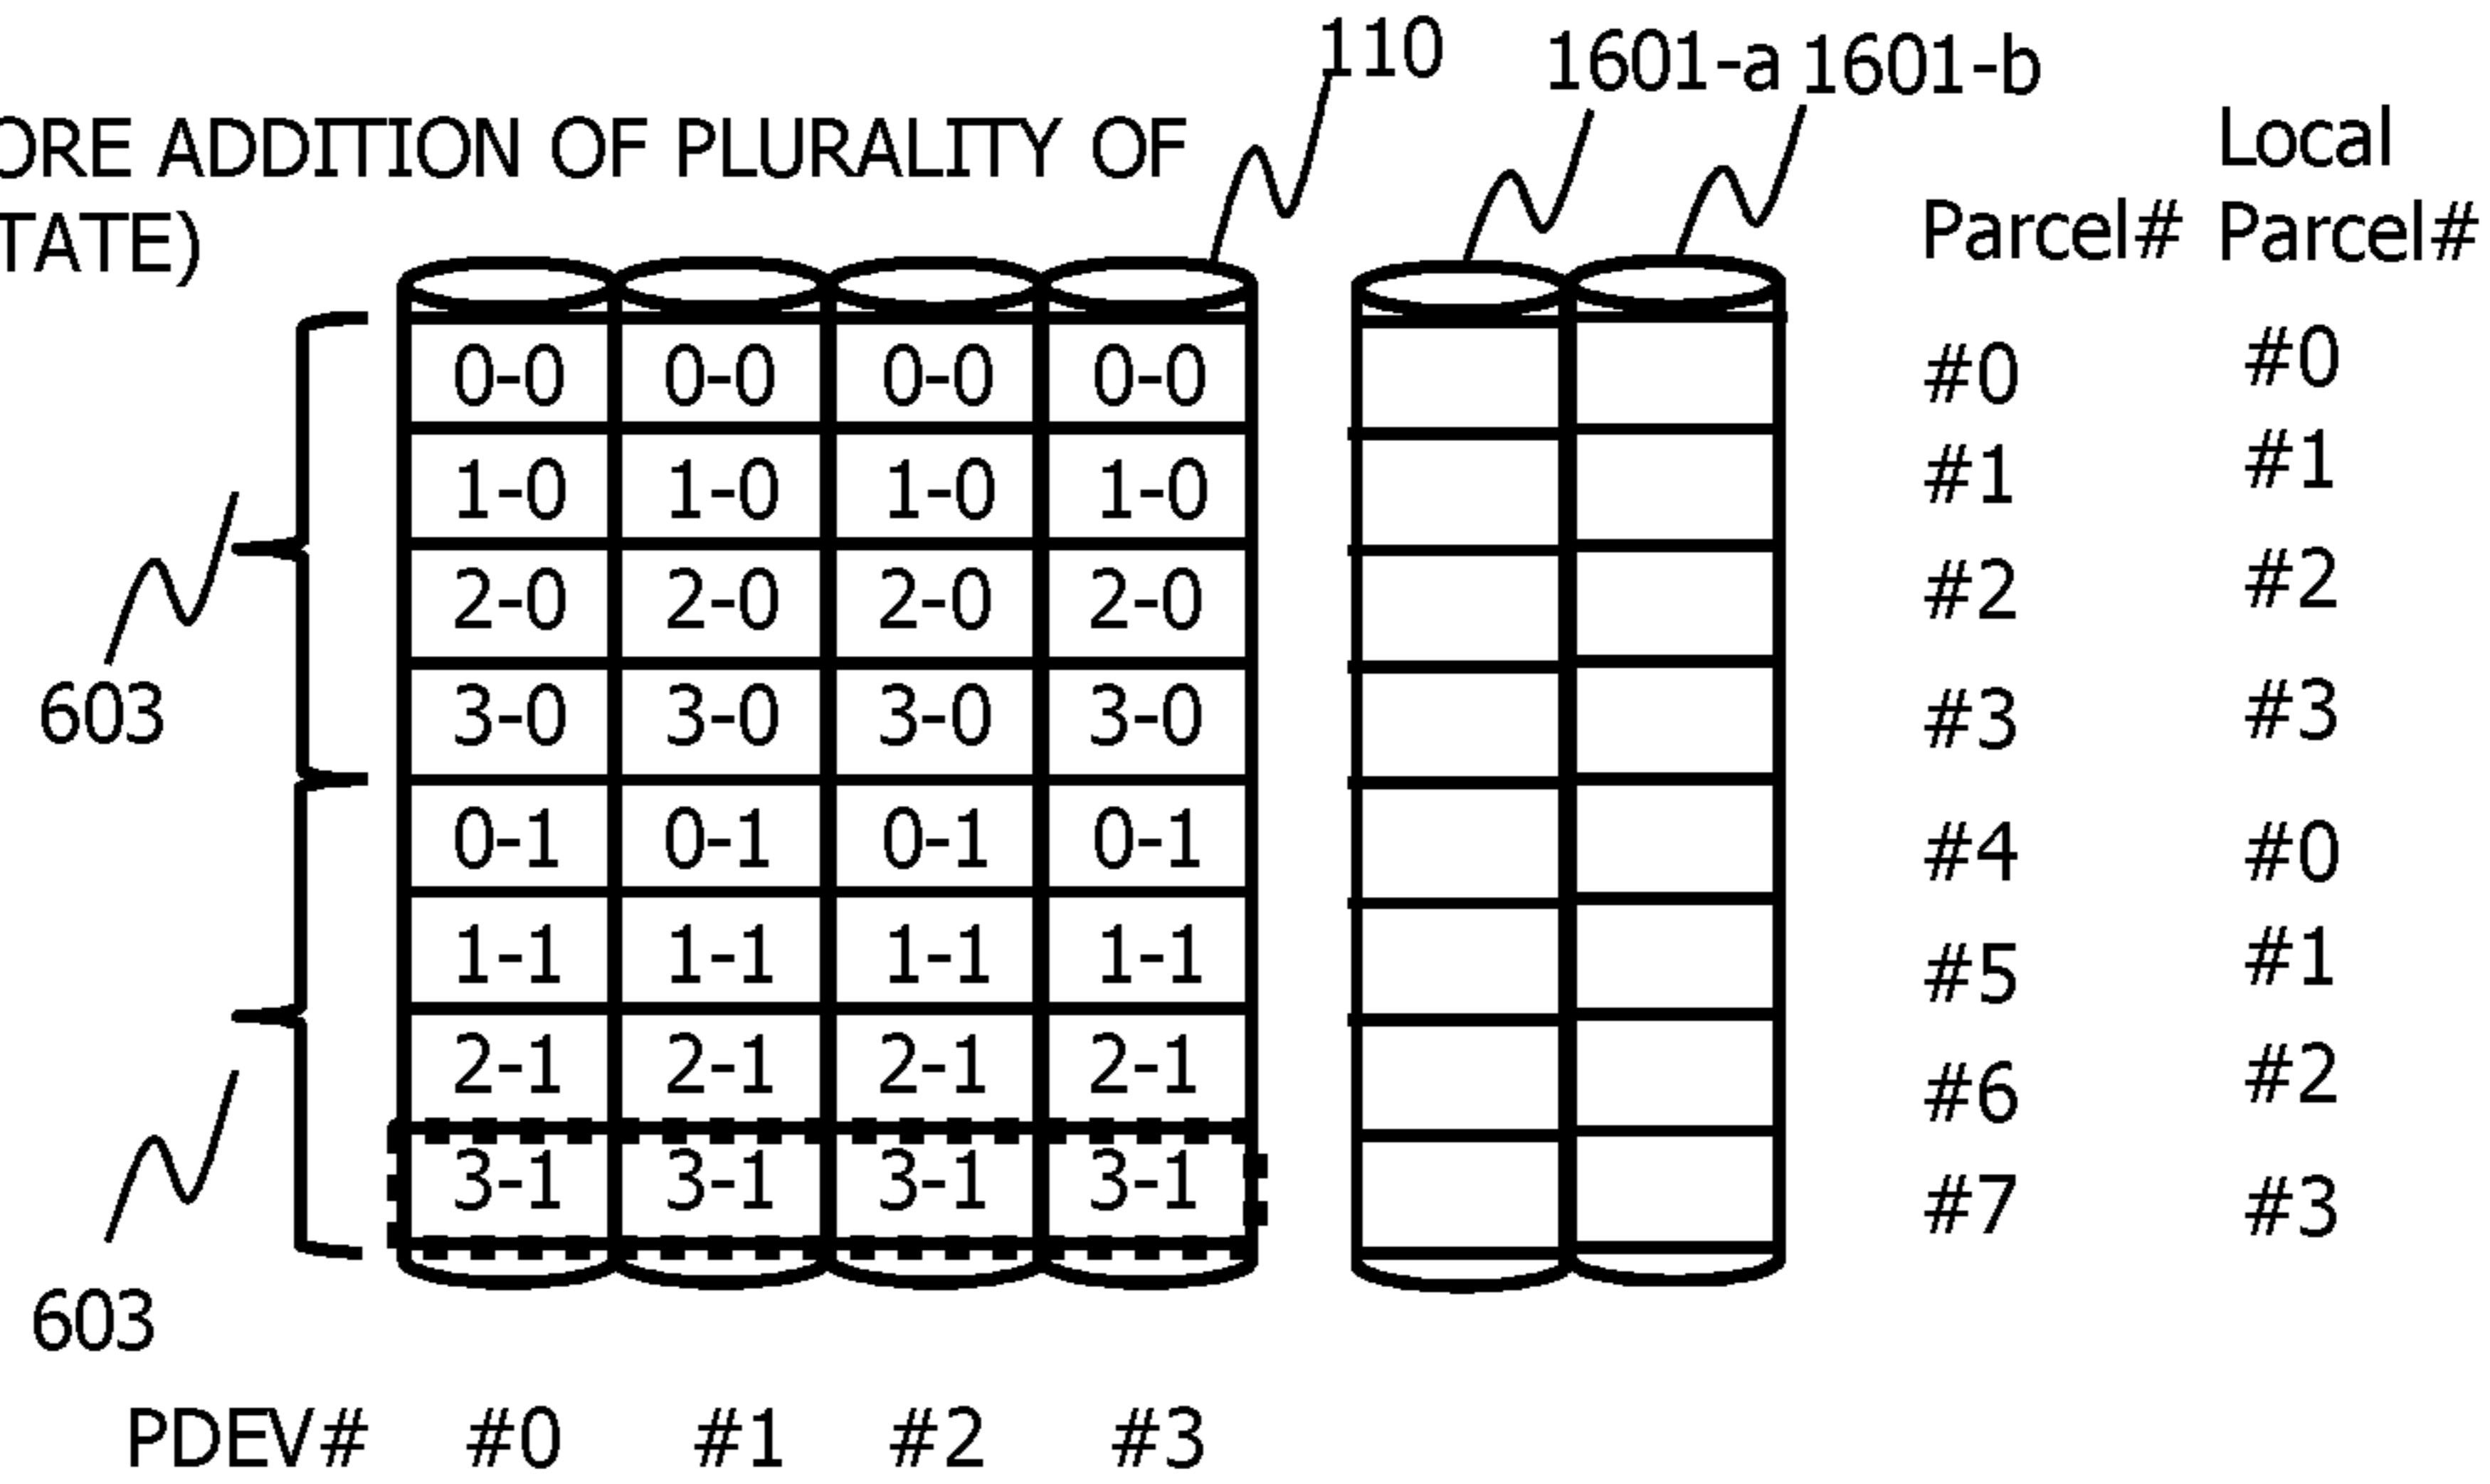 110 1601-a 1601-b
ORE ADDITION OF PLURALITY OF
TATE)
Local
Parcel# Parcel#
0-0 0-0 0-0 0-0 #0 #0
1-0 1-0 1-0 1-0 #1 #1
2-0 2-0 2-0 2-0 #2 #2
603 3-0 3-0 3-0 3-0 #3 #3
0-1 0-1 0-1 0-1 #4 #0
1-1 1-1 1-1 1-1 #5 #1
2-1 2-1 2-1 2-1 #6 #2
3-1 3-1 3-1 3-1 #7 #3
603
PDEV# #0 #1 #2 #3